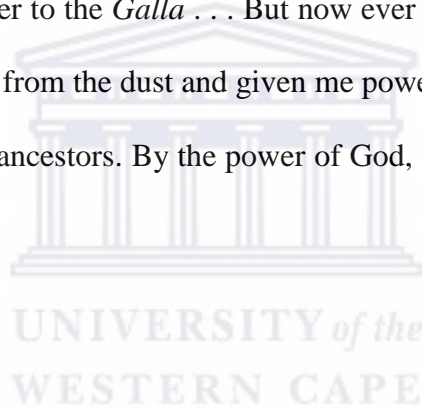 er to the Galla . . . But now ever
from the dust and given me powe
ancestors. By the power of God,
UNIVERSITY of the
WESTERN CAPE